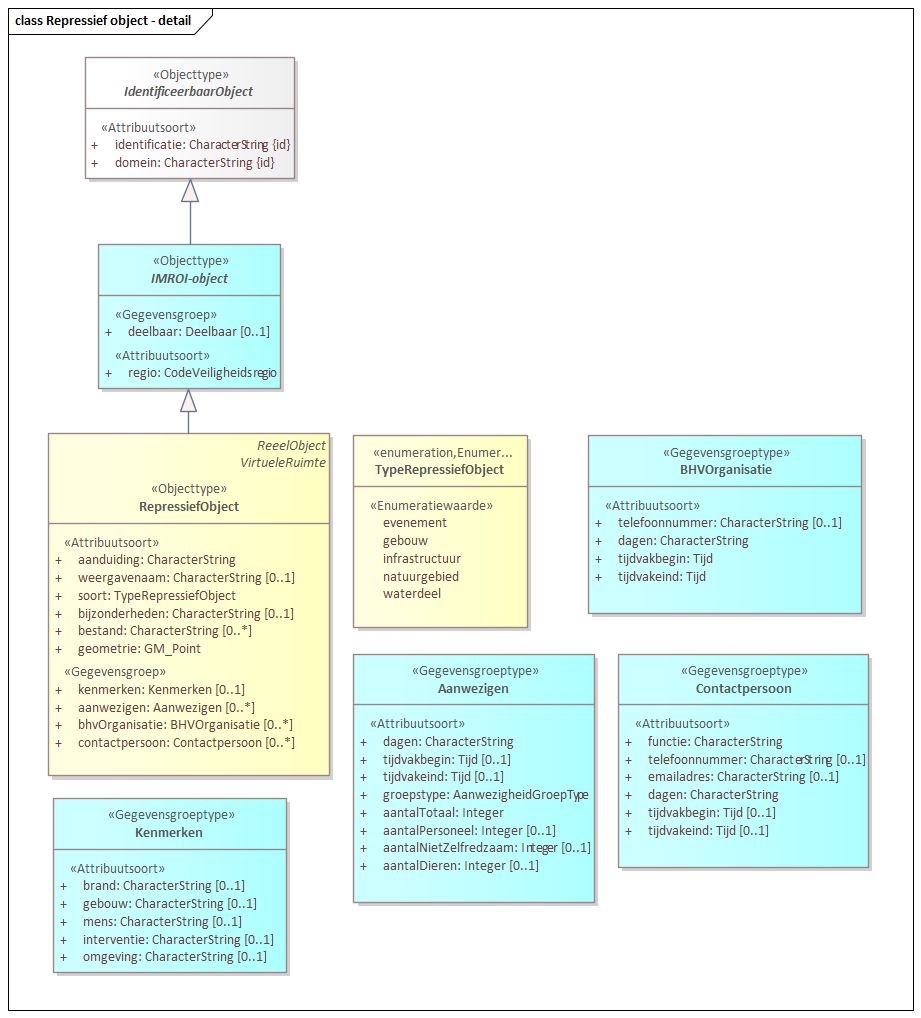 class Repressief object - detail
«Objecttype»
IdentificeerbaarObject
«Attribuutsoort»
+ identificatie: CharacterString {id}
+ domein: CharacterString {id}
«Objecttype»
IMROI-object
«Gegevensgroep»
+ deelbaar: Deelbaar [0..1]
«Attribuutsoort»
+ regio: CodeVeiligheidsregio
ReeelObject
VirtueleRuimte
«Objecttype»
RepressiefObject
«Attribuutsoort»
+ aanduiding: CharacterString
+ weergavenaam: CharacterString [0..1]
+ soort: TypeRepressiefObject
+ bijzonderheden: CharacterString [0..1]
+ bestand: CharacterString [0..*]
+ geometrie: GM_Point
«Gegevensgroep»
+ kenmerken: Kenmerken [0..1]
+ aanwezigen: Aanwezigen [0..*]
+ bhvOrganisatie: BHVOrganisatie [0..*]
+ contactpersoon: Contactpersoon [0..*]
«enumeration,Enumer...
TypeRepressiefObject
«Enumeratiewaarde»
evenement
gebouw
infrastructuur
natuurgebied
waterdeel
«Gegevensgroeptype»
BHVOrganisatie
«Attribuutsoort»
+ telefoonnummer: CharacterString [0..1]
+ dagen: CharacterString
+ tijdvakbegin: Tijd
+ tijdvakeind: Tijd
«Gegevensgroeptype»
Aanwezigen
«Attribuutsoort»
+ dagen: CharacterString
+ tijdvakbegin: Tijd [0..1]
+ tijdvakeind: Tijd [0..1]
+ groepstype: AanwezigheidGroepType
+ aantalTotaal: Integer
+ aantalPersoneel: Integer [0..1]
+ aantalNietZelfredzaam: Integer [0..1]
+ aantalDieren: Integer [0..1]
«Gegevensgroeptype»
Contactpersoon
«Attribuutsoort»
+ functie: CharacterString
+ telefoonnummer: CharacterString [0..1]
+ emailadres: CharacterString [0..1]
+ dagen: CharacterString
+ tijdvakbegin: Tijd [0..1]
+ tijdvakeind: Tijd [0..1]
«Gegevensgroeptype»
Kenmerken
«Attribuutsoort»
+ brand: CharacterString [0..1]
+ gebouw: CharacterString [0..1]
+ mens: CharacterString [0..1]
+ interventie: CharacterString [0..1]
+ omgeving: CharacterString [0..1]